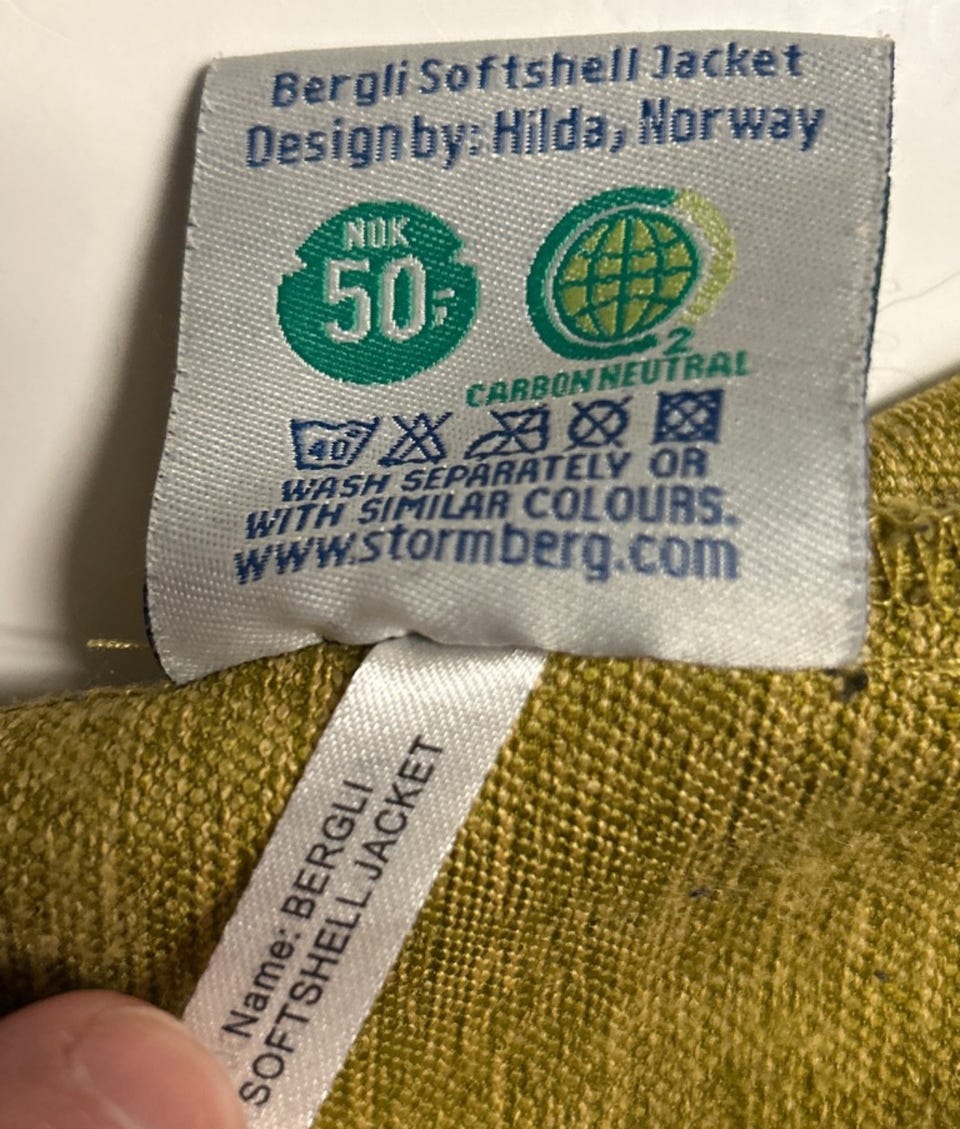 Bergli Softshell Jacket
Design by: Hilda, Norway
NOK
50,-
2
CARBON NEUTRAL
40°
WASH SEPARATELY OR
WITH SIMILAR COLOURS.
www.stormberg.com
Name: BERGLI
SOFTSHELL JACKET